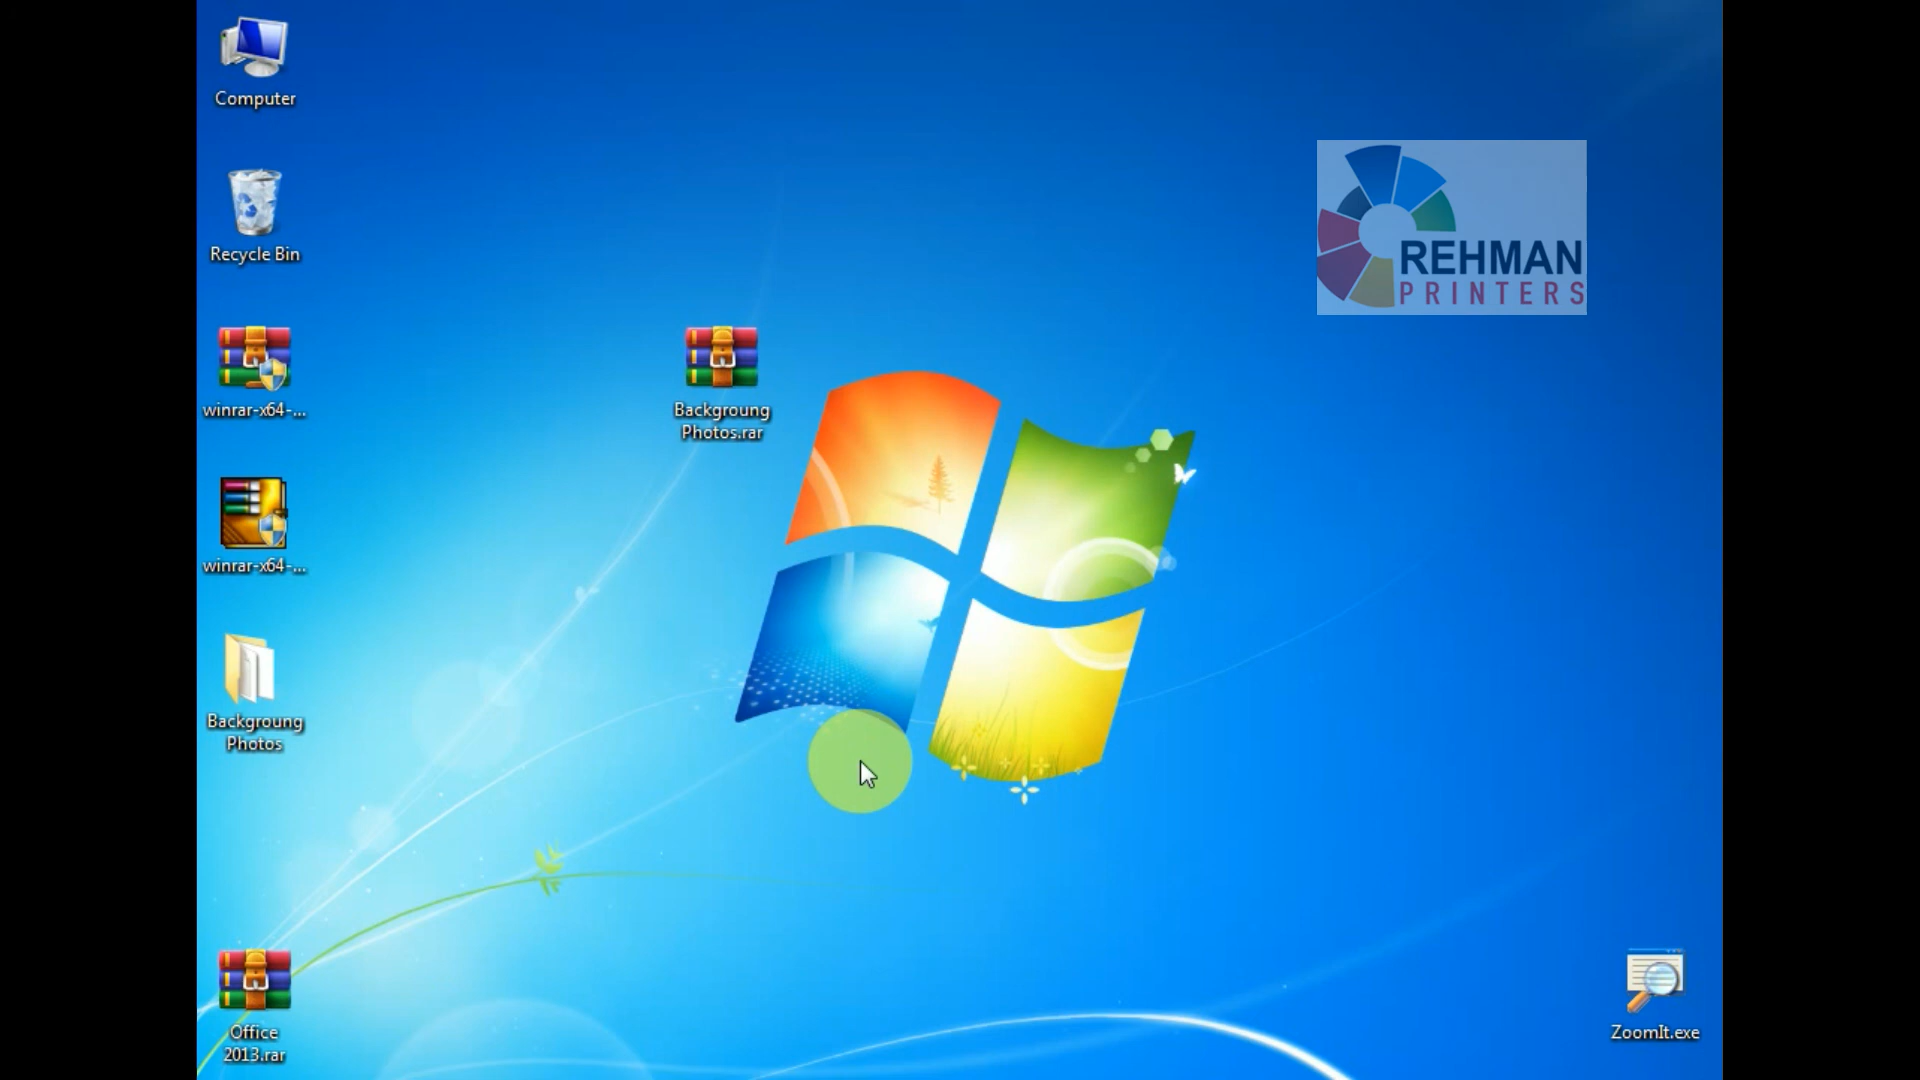 Computer
Recycle Bin
winrar-x64-...
winrar-x64-...
Backgroung
Photos
Office
2013.rar
Backgroung
Photos.rar
REHMAN
PRINTERS
ZoomIt.exe